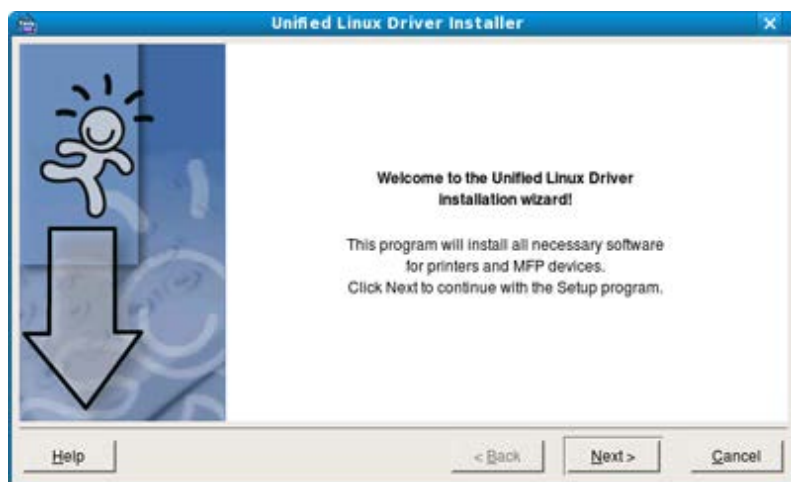 Unified Linux Driver Installer
Welcome to the Unified Linux Driver
installation wizard!
This program will install all necessary software
for printers and MFP devices.
Click Next to continue with the Setup program.
Help
< Back
Next >
Cancel